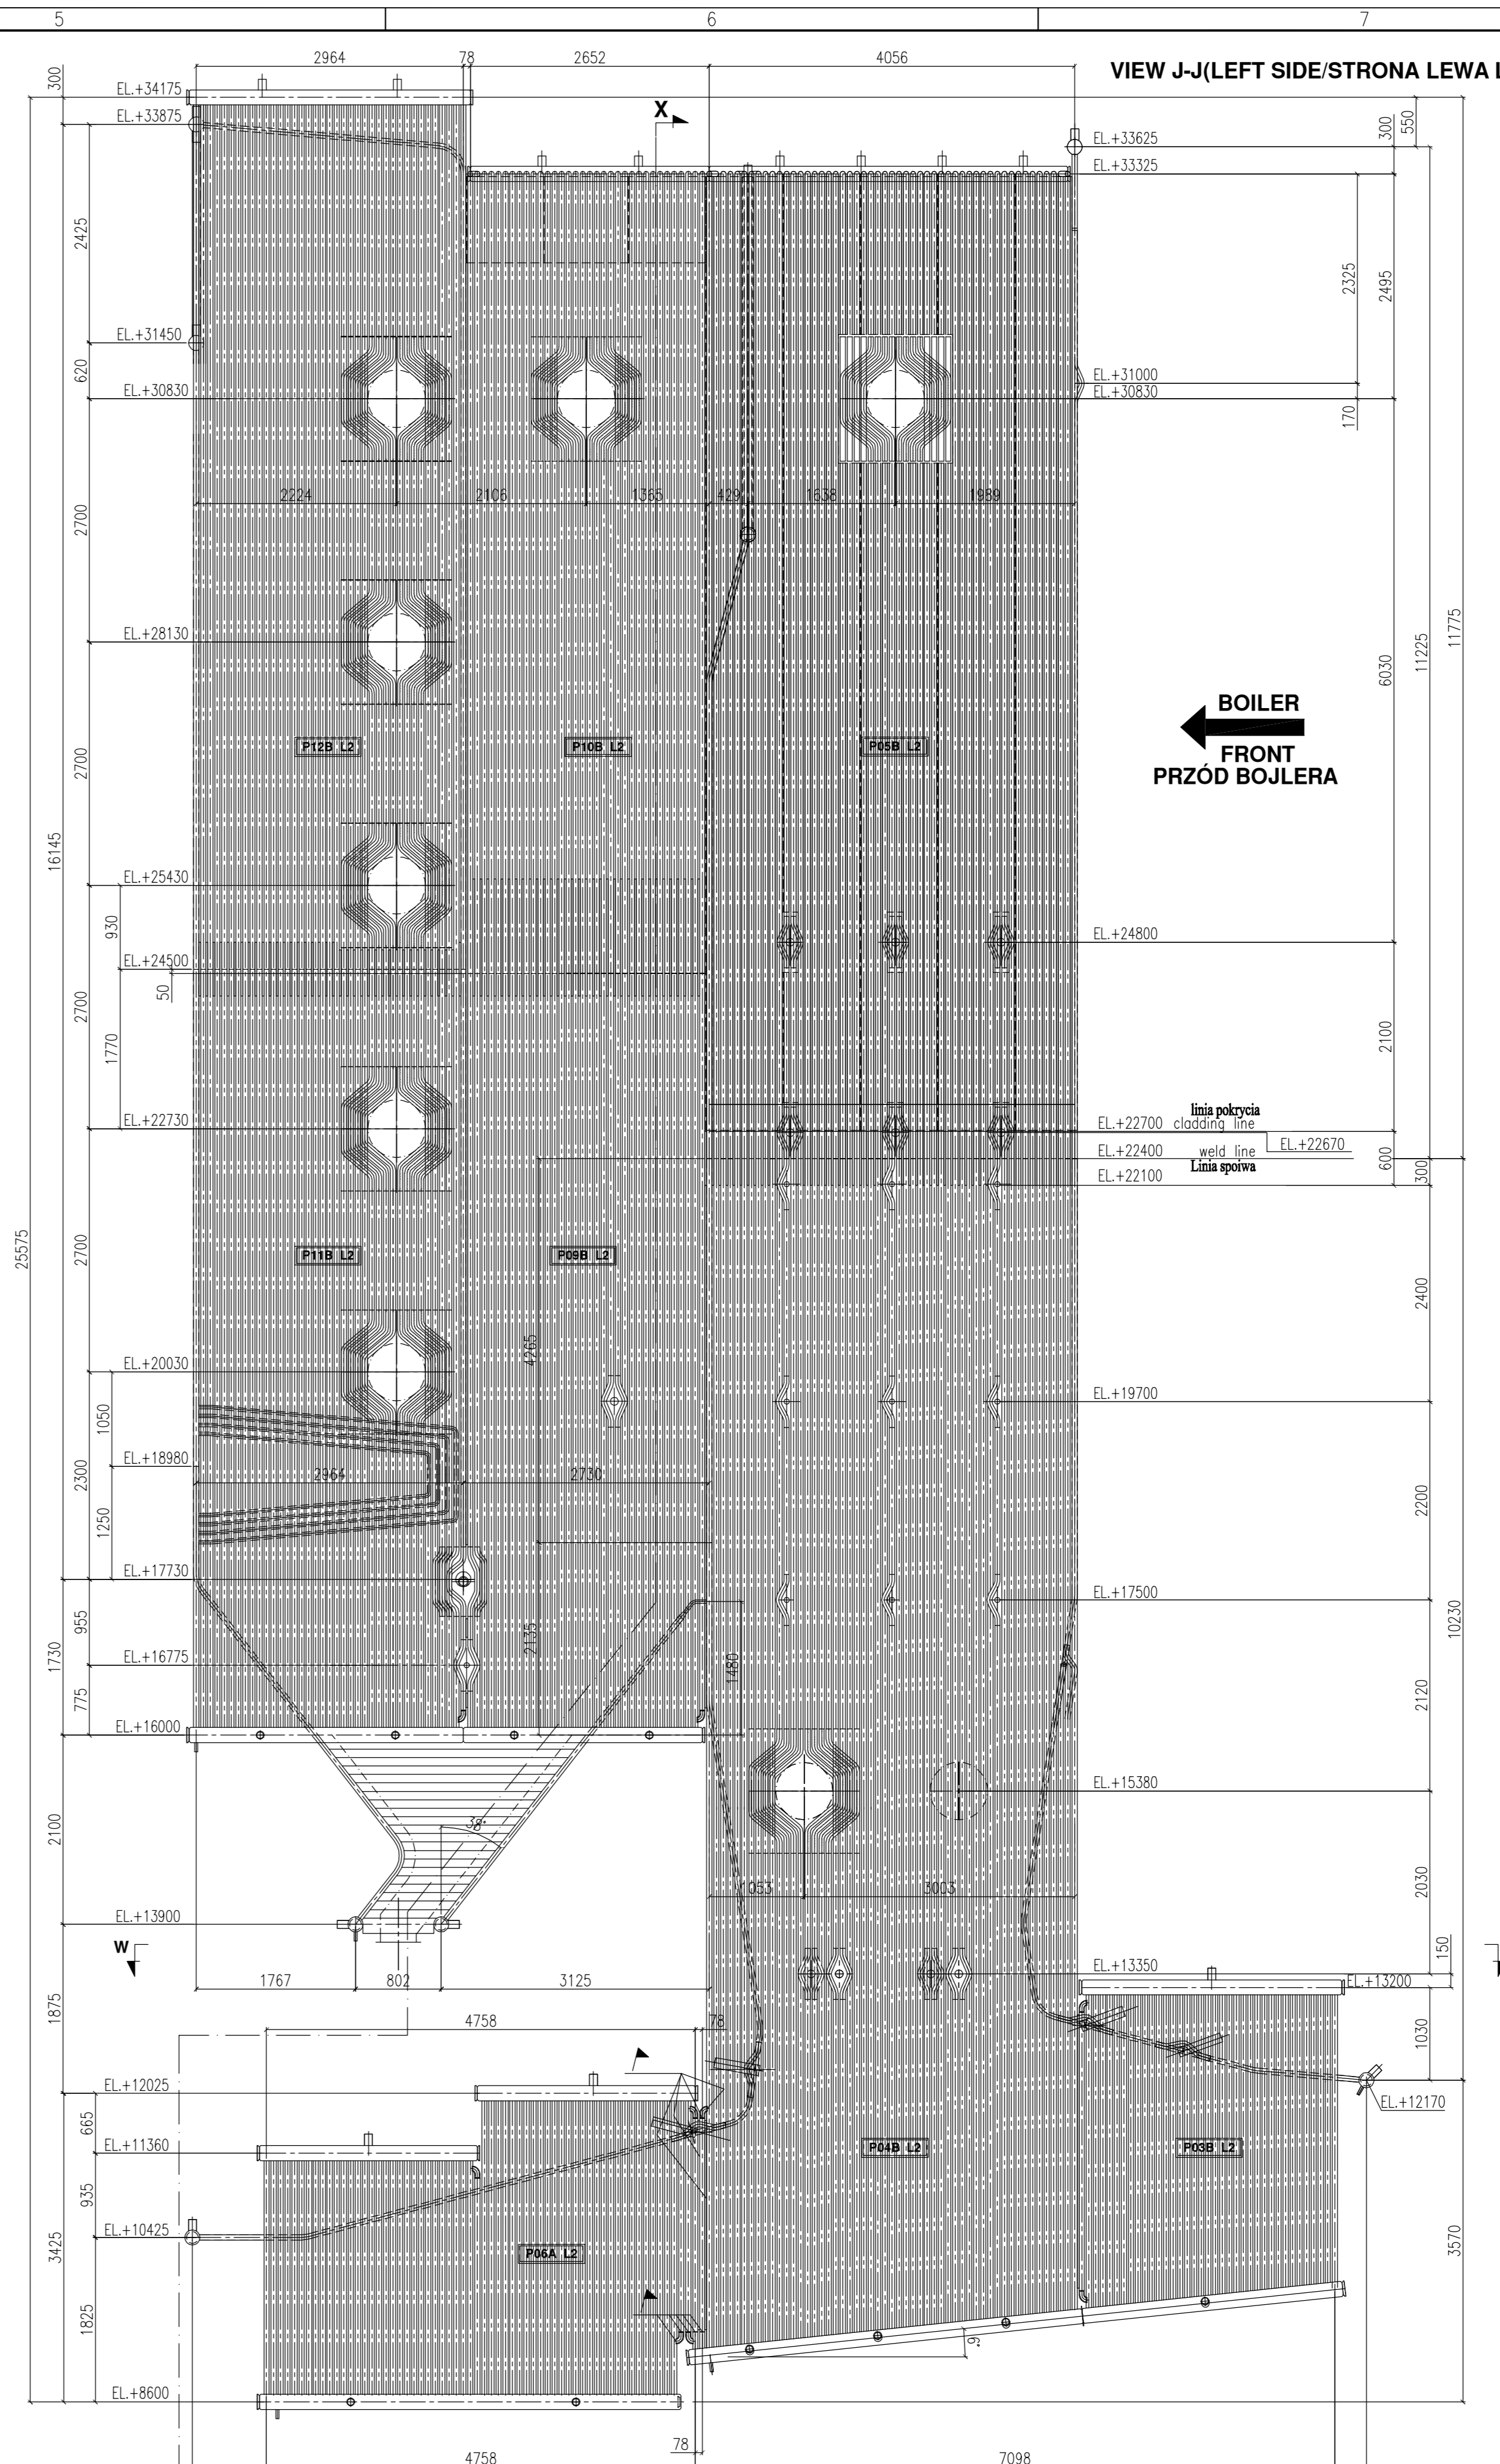 5
6
7
2964
78
2652
4056
VIEW J-J(LEFT SIDE/STRONA LEWA L
300
EL.+34175
EL.+33875
X
EL.+33625
EL.+33325
300
550
2425
2325
2495
EL.+31450
620
EL.+30830
EL.+31000
EL.+30830
170
2224
2106
1365
429
1638
1989
2700
EL.+28130
11775
11225
6030
BOILER
FRONT
PRZÓD BOJLERA
P12B L2
P10B L2
P05B L2
2700
16145
EL.+25430
930
EL.+24800
EL.+24500
50
2700
1770
2100
EL.+22730
linia pokrycia
EL.+22700 cladding line
EL.+22670
EL.+22400 weld line
Linia spoiwa
EL.+22100
600
300
25575
2700
P11B L2
P09B L2
2400
4265
EL.+20030
1050
EL.+19700
EL.+18980
2300
2964
2730
2200
1250
EL.+17730
EL.+17500
955
1730
2135
10230
EL.+16775
1480
775
2120
EL.+16000
EL.+15380
2100
38°
1053
3003
2030
EL.+13900
W
EL.+13350
150
EL.+13200
1767
802
3125
1875
4758
78
1030
EL.+12025
EL.+12170
665
EL.+11360
P04B L2
P03B L2
935
EL.+10425
3425
P06A L2
3570
1825
6°
EL.+8600
78
4758
7098